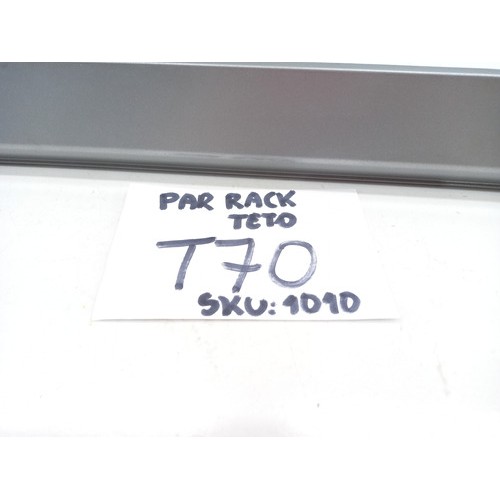 PAR RACK
TETO
T70
SKU: 1010